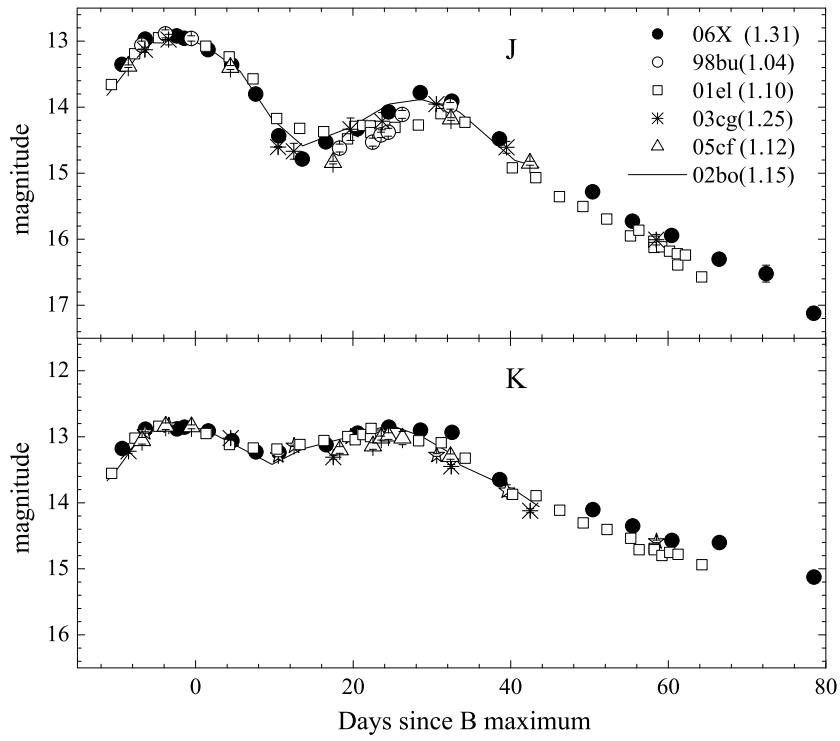 J
06X (1.31)
98bu(1.04)
01el (1.10)
03cg(1.25)
05cf (1.12)
02bo(1.15)
13
14
15
16
17
magnitude
K
12
13
14
15
16
magnitude
0 20 40 60 80
Days since B maximum